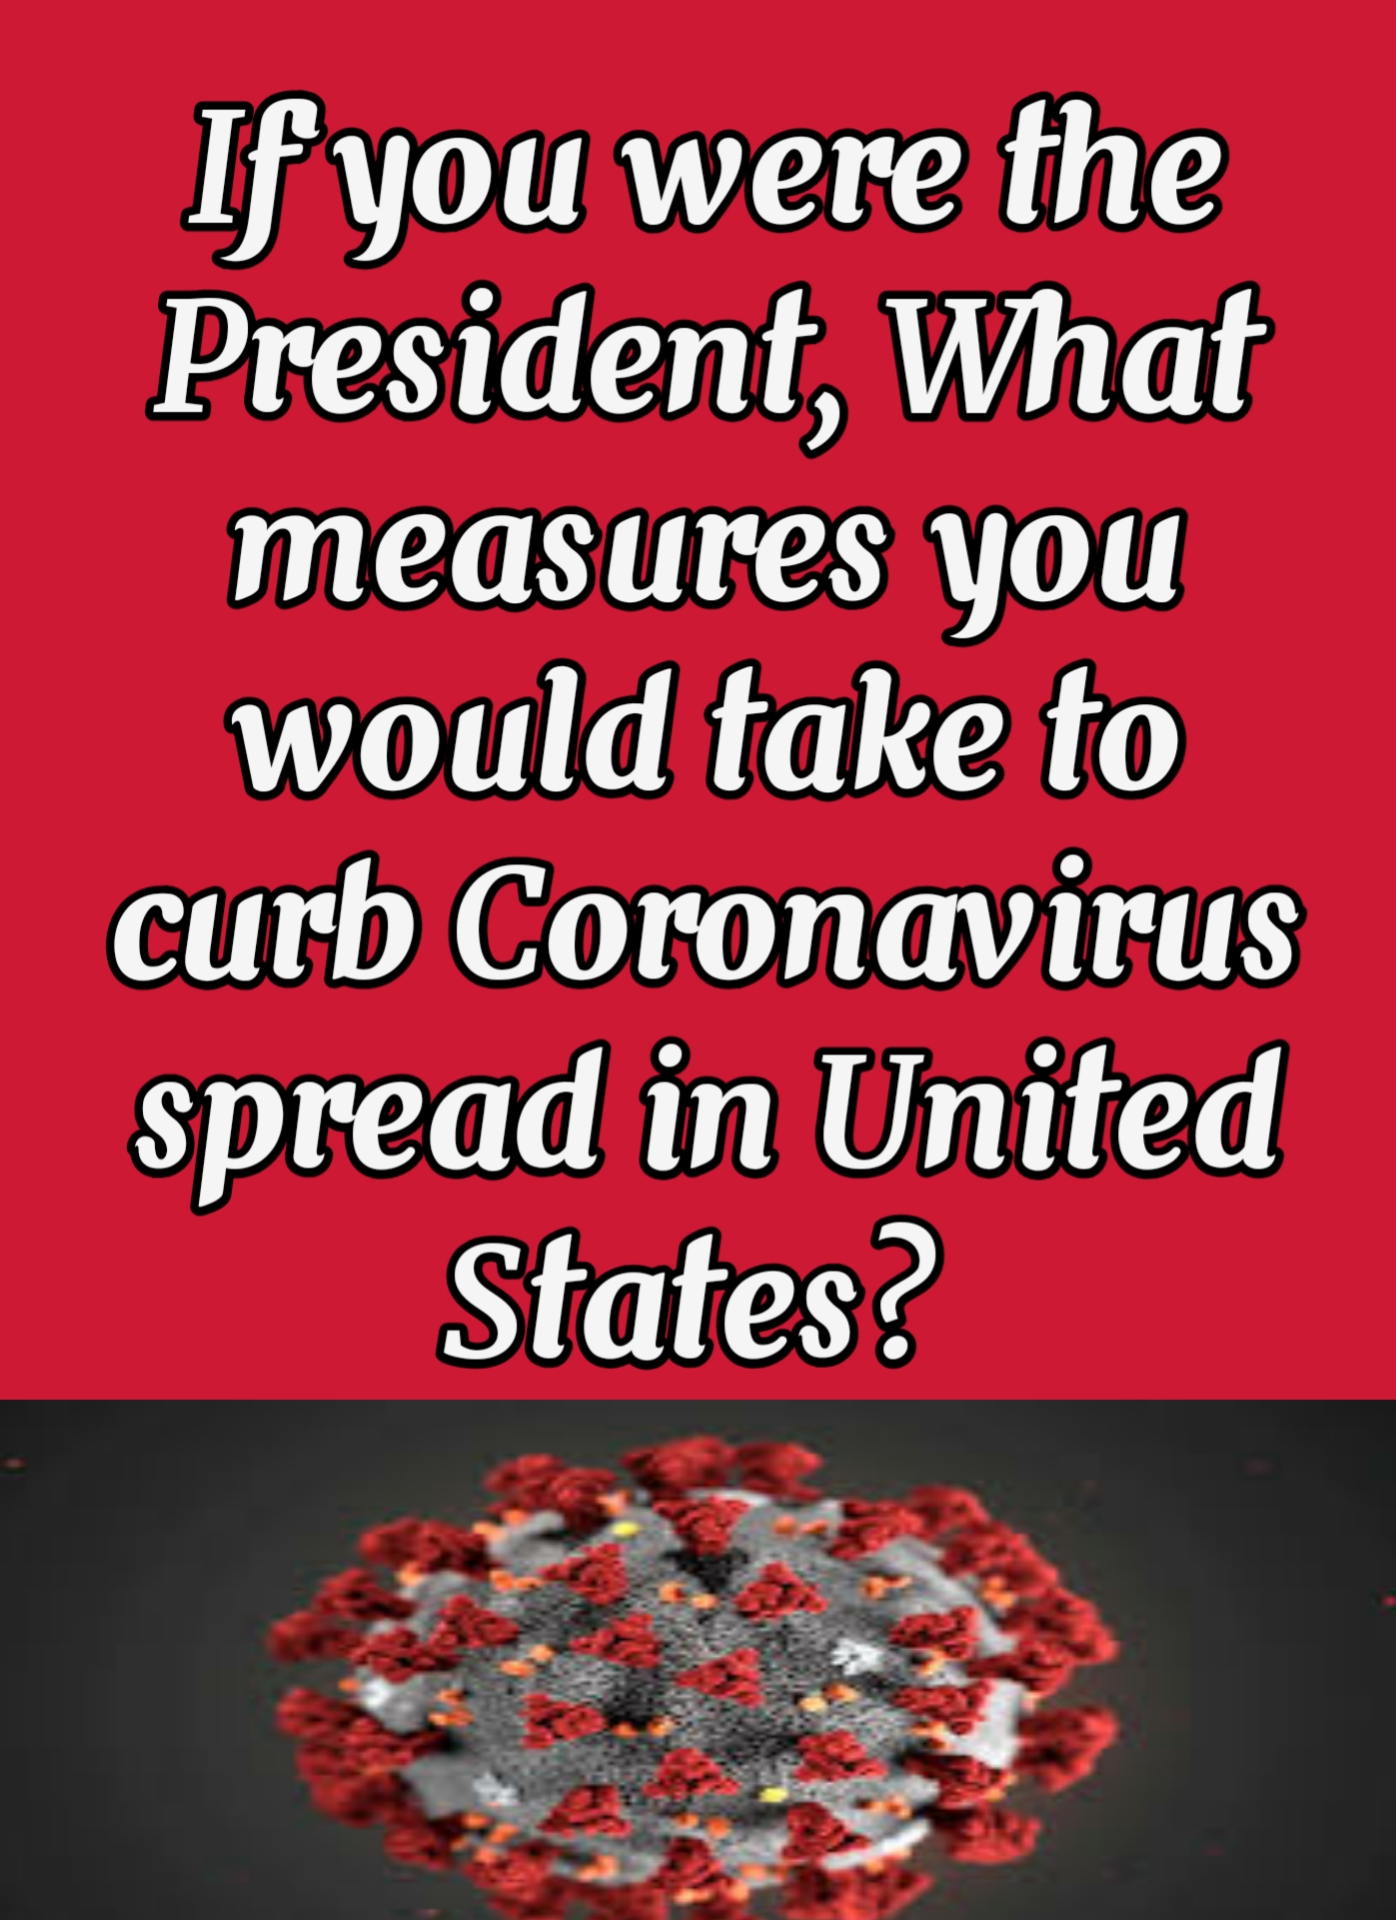 If you were the
President, What
measures you
would take to
curb Coronavirus
spread in United
States?